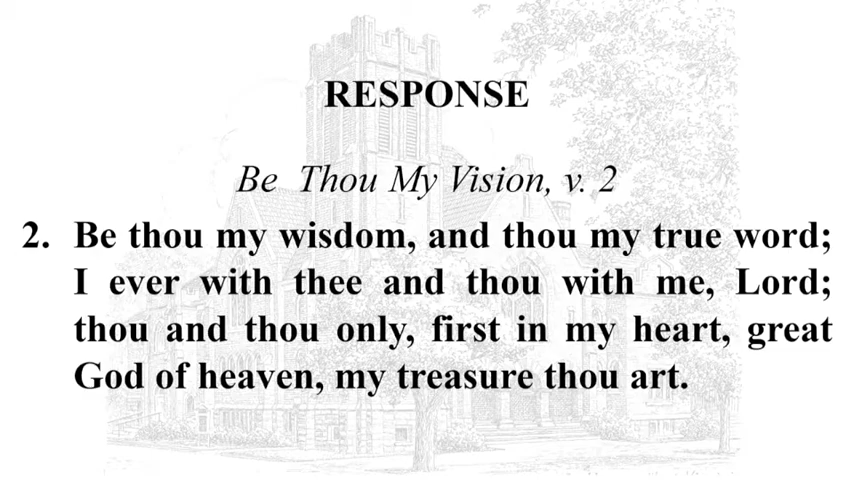 RESPONSE
Be Thou My Vision, v. 2
2. Be thou my wisdom, and thou my true word;
I ever with thee and thou with me, Lord;
thou and thou only, first in my heart, great
God of heaven, my treasure thou art.